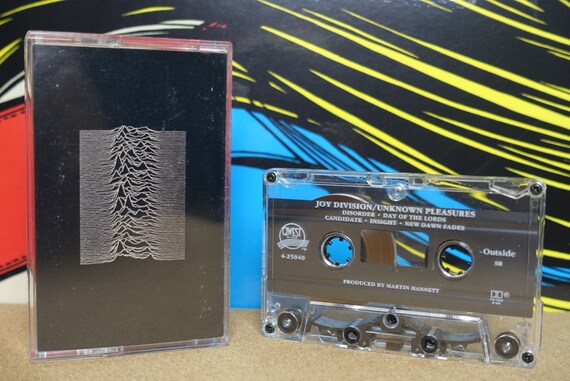 JOY DIVISION/UNKNOWN PLEASURES
DISORDER • DAY OF THE LORDS
CANDIDATE • INSIGHT • NEW DAWN FADES
QWEST
4-25840
-Outside
SR
PRODUCED BY MARTIN HANNETT